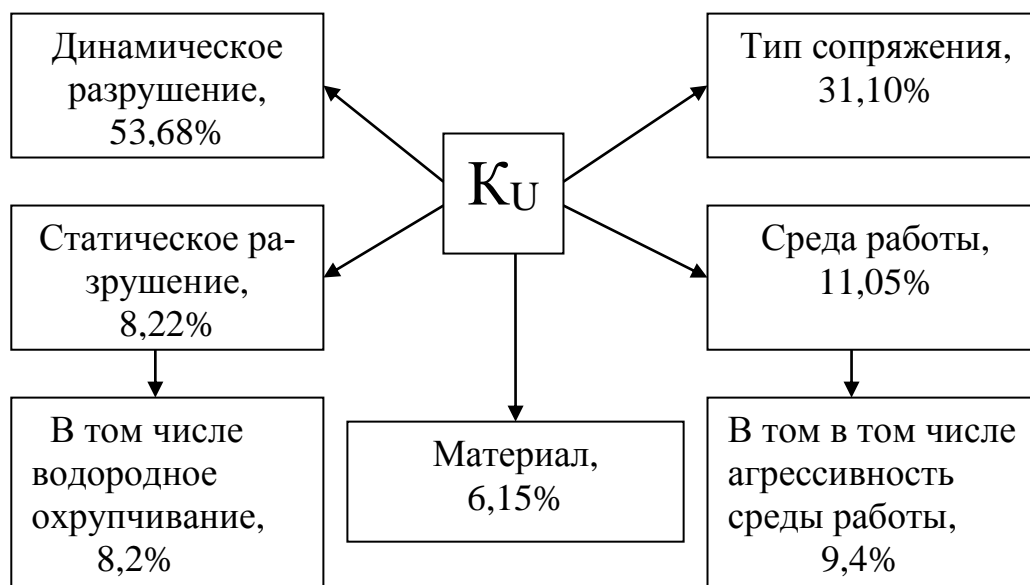 Динамическое
разрушение,
53,68%
Тип сопряжения,
31,10%
КU
Статическое ра-
зрушение,
8,22%
Среда работы,
11,05%
В том числе
водородное
охрупчивание,
8,2%
Материал,
6,15%
В том в том числе
агрессивность
среды работы,
9,4%